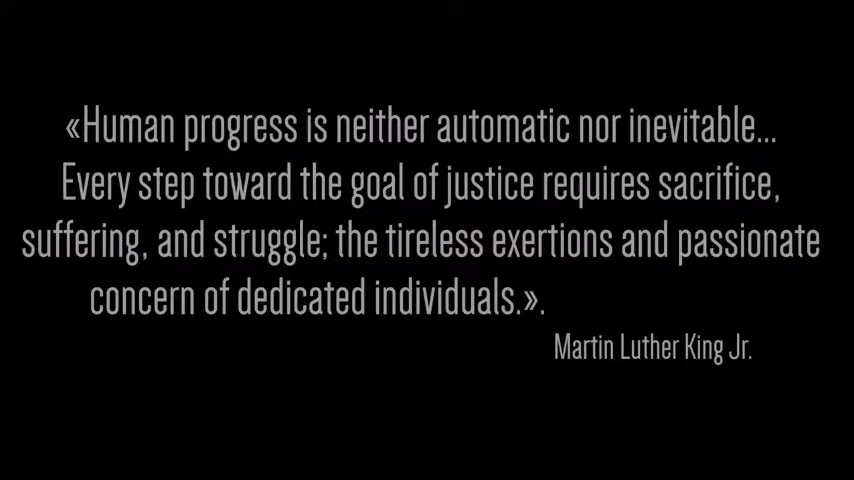 «Human progress is neither automatic nor inevitable...
Every step toward the goal of justice requires sacrifice,
suffering, and struggle; the tireless exertions and passionate
concern of dedicated individuals.».
Martin Luther King Jr.